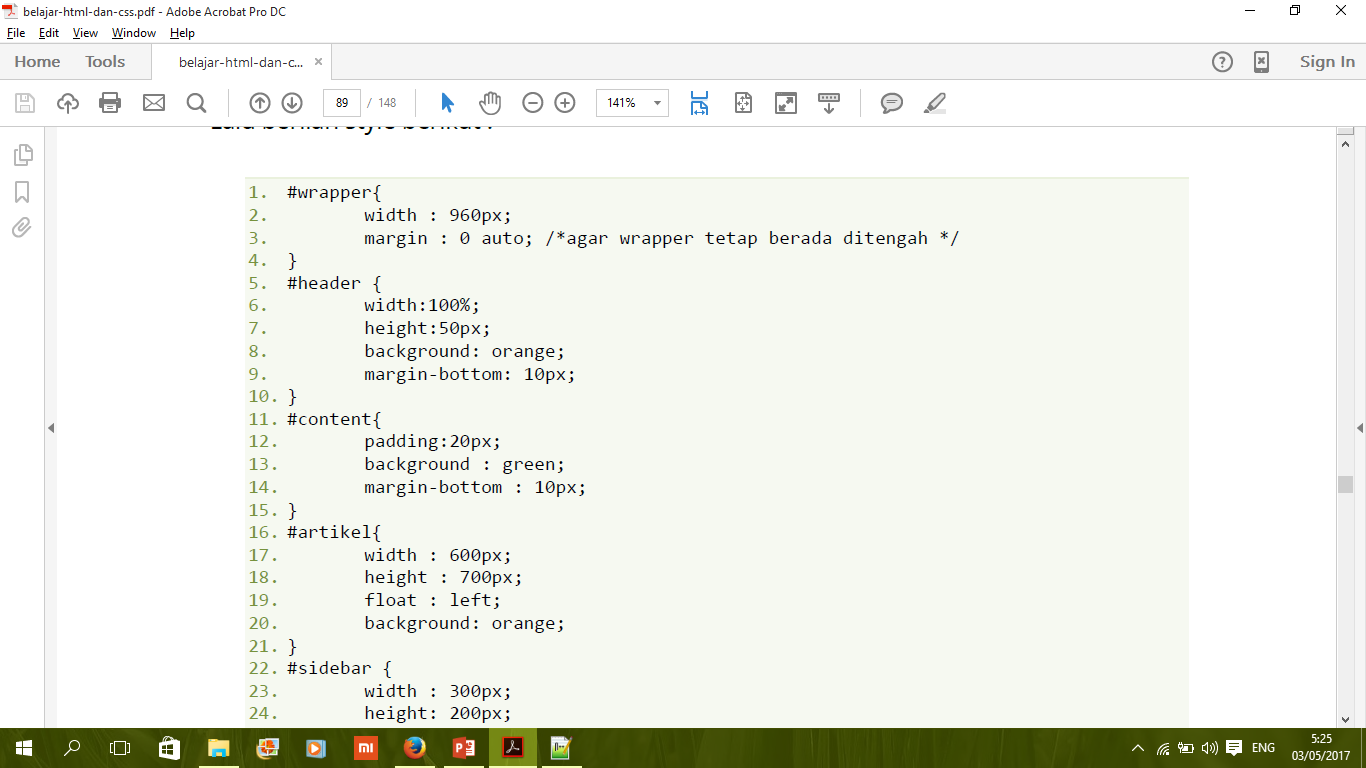 belajar-html-dan-css.pdf - Adobe Acrobat Pro DC
File Edit View Window Help
Home Tools belajar-html-dan-c... × Sign In
89 / 148 141%
Lalu berilah style berikut :
1. #wrapper{
2. width : 960px;
3. margin : 0 auto; /*agar wrapper tetap berada ditengah */
4. }
5. #header {
6. width:100%;
7. height:50px;
8. background: orange;
9. margin-bottom: 10px;
10. }
11. #content{
12. padding:20px;
13. background : green;
14. margin-bottom : 10px;
15. }
16. #artikel{
17. width : 600px;
18. height : 700px;
19. float : left;
20. background: orange;
21. }
22. #sidebar {
23. width : 300px;
24. height: 200px;
ENG
5:25
03/05/2017